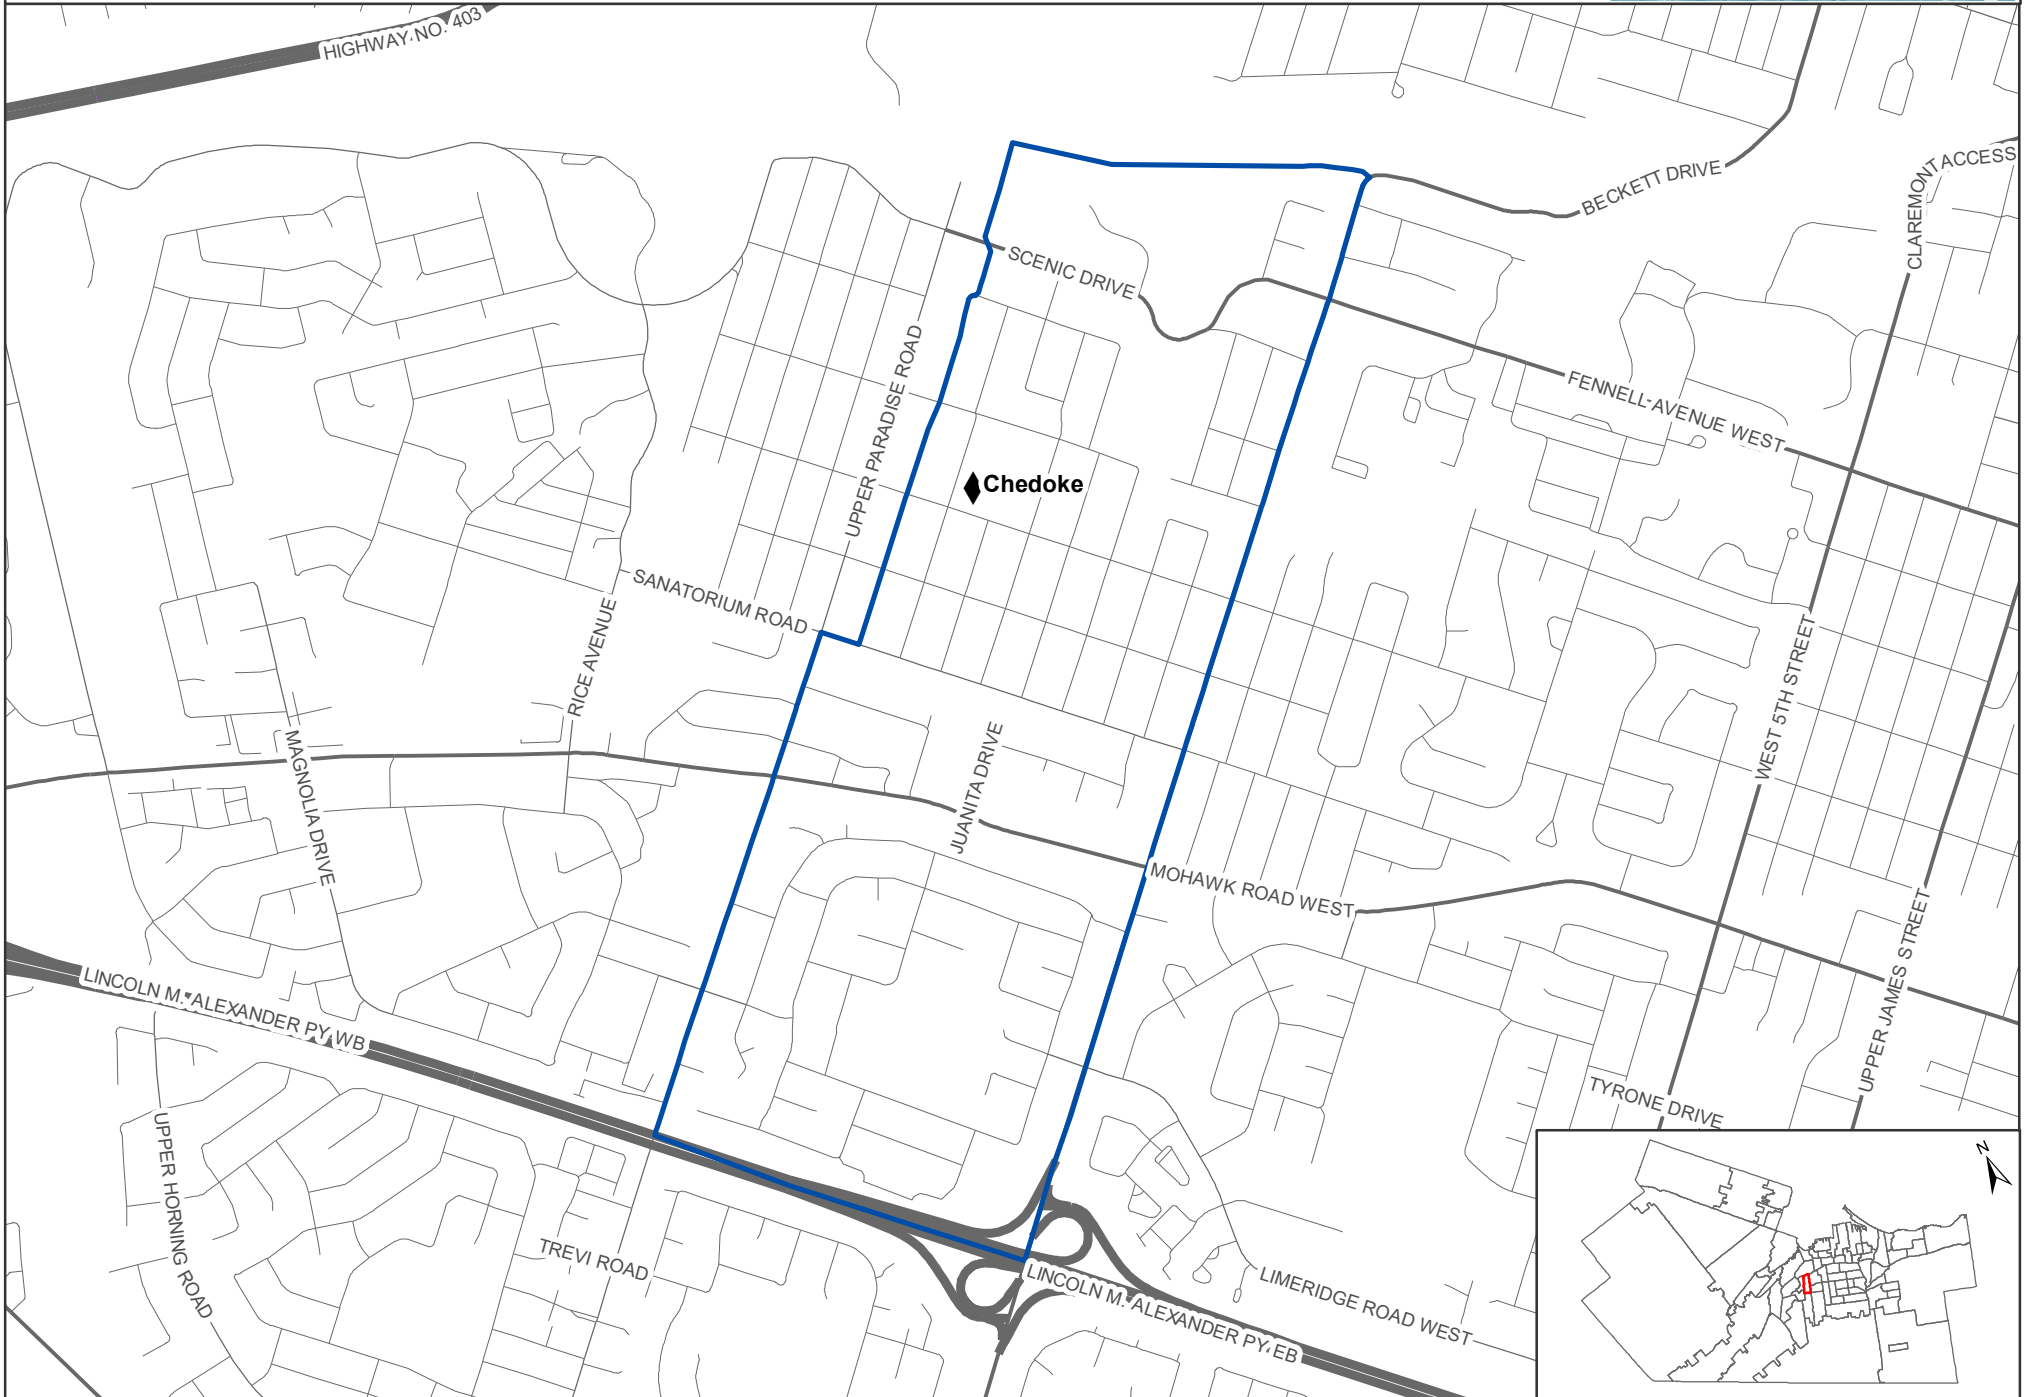 HIGHWAY NO. 403
CLAREMONT ACCESS
BECKETT DRIVE
SCENIC DRIVE
UPPER PARADISE ROAD
FENNELL AVENUE WEST
Chedoke
SANATORIUM ROAD
RICE AVENUE
WEST 5TH STREET
JUANITA DRIVE
MAGNOLIA DRIVE
MOHAWK ROAD WEST
UPPER JAMES STREET
LINCOLN M. ALEXANDER PY WB
TYRONE DRIVE
UPPER HORNING ROAD
TREVI ROAD
LINCOLN M. ALEXANDER PY EB
LIMERIDGE ROAD WEST
N